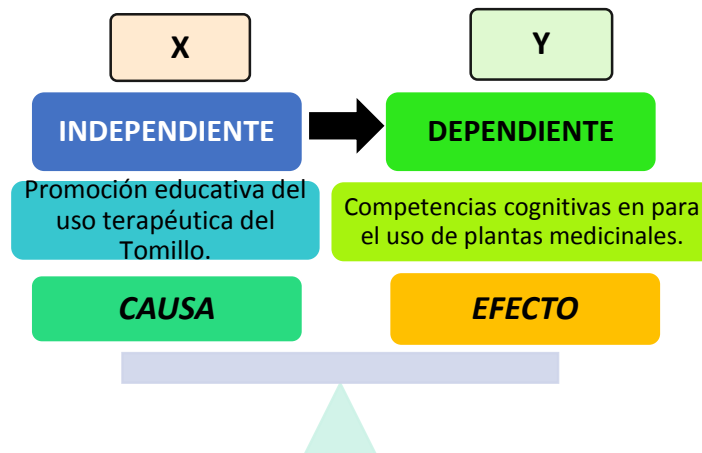 X
Y
INDEPENDIENTE
DEPENDIENTE
Promoción educativa del
uso terapéutica del
Tomillo.
Competencias cognitivas en para
el uso de plantas medicinales.
CAUSA
EFECTO